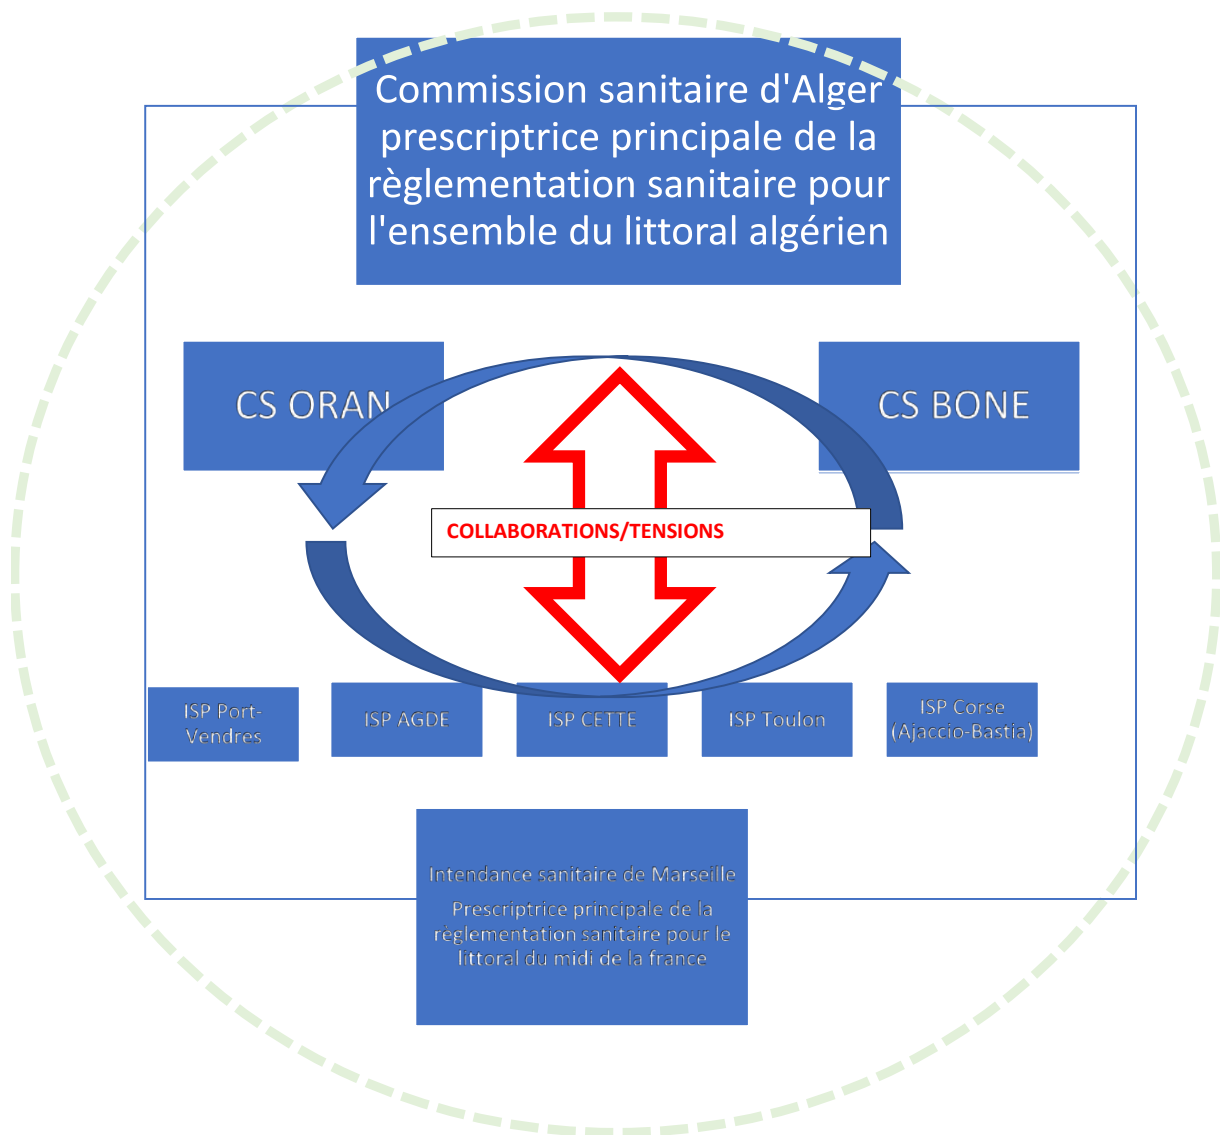 Commission sanitaire d'Alger
prescriptrice principale de la
règlementation sanitaire pour
l'ensemble du littoral algérien
CS ORAN
CS BONE
COLLABORATIONS/TENSIONS
ISP Port-
Vendres
ISP AGDE
ISP CETTE
ISP Toulon
ISP Corse
(Ajaccio-Bastia)
Intendance sanitaire de Marseille
Prescriptrice principale de la
règlementation sanitaire pour le
littoral du midi de la france